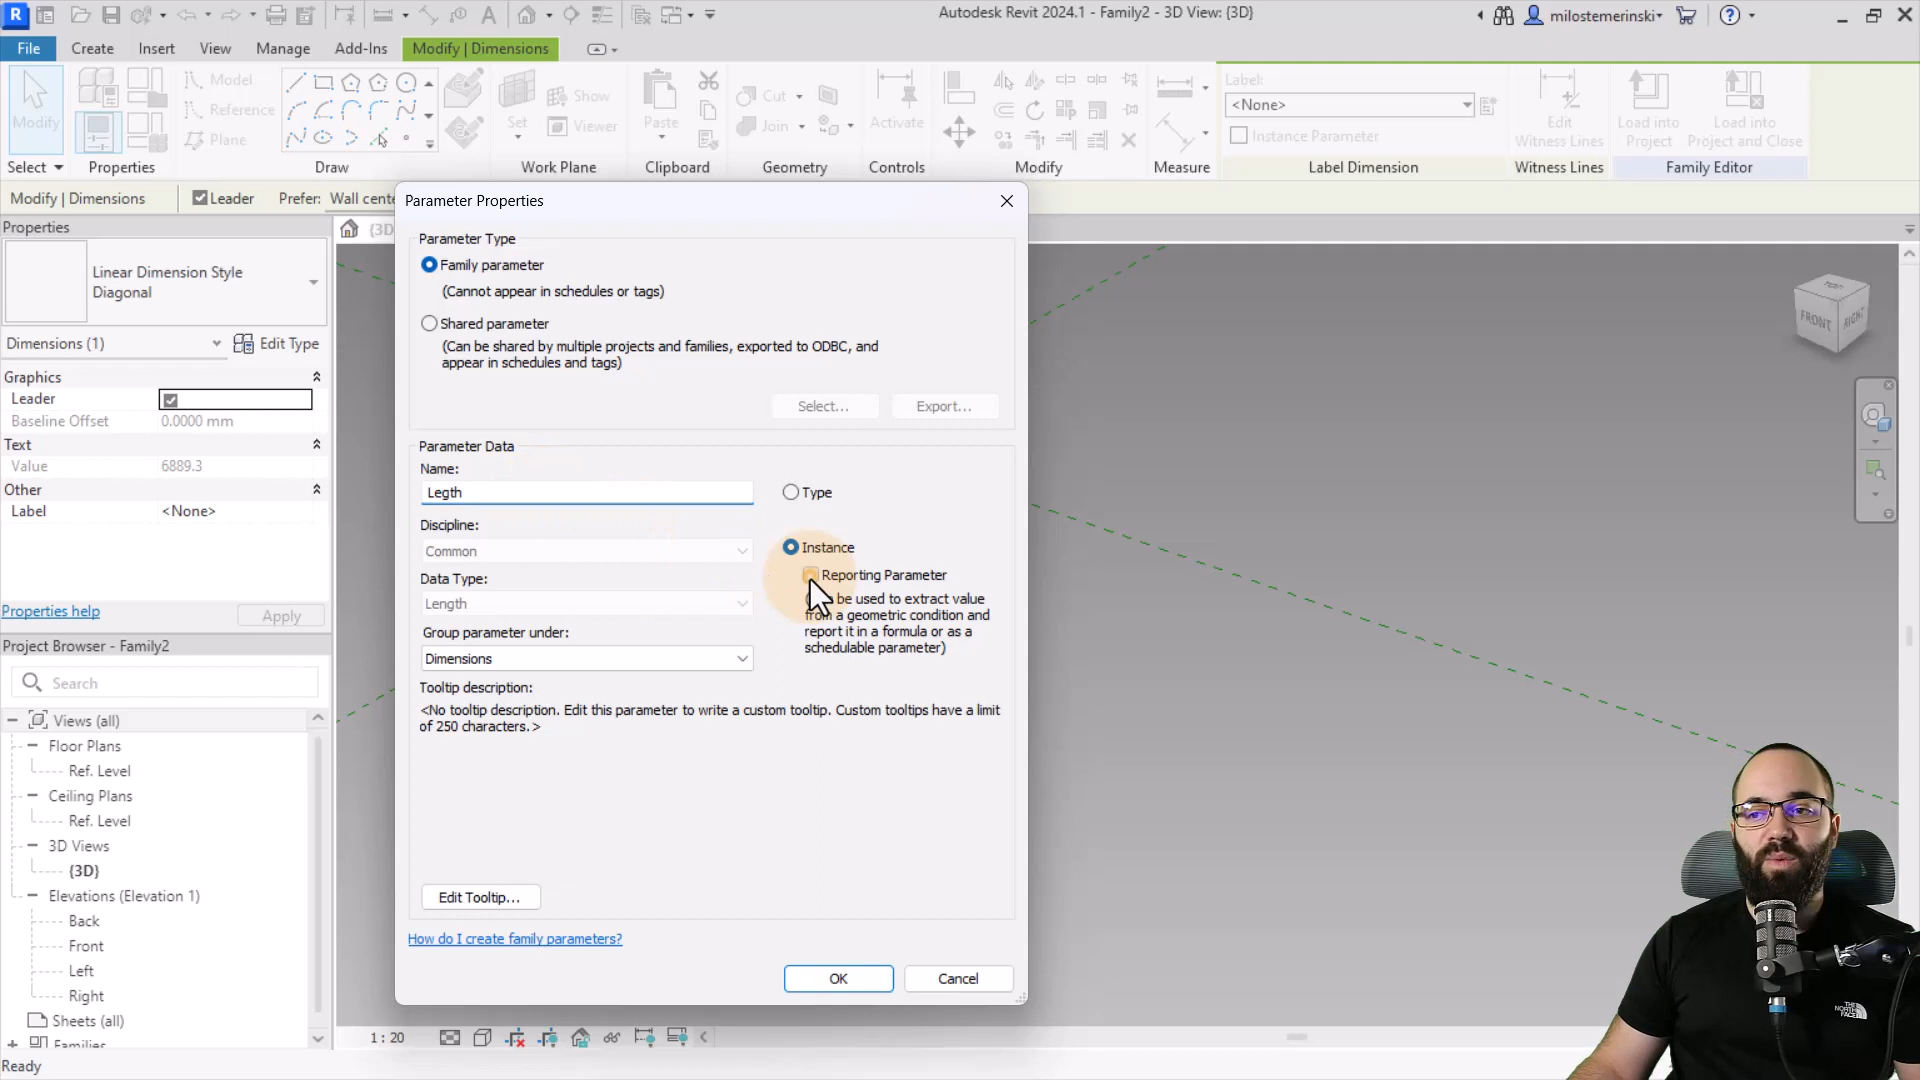 R
Autodesk Revit 2024.1 - Family2 - 3D View: {3D}
milostemerinski
File Create Insert View Manage Add-Ins Modify | Dimensions
Modify
Model
Reference
Plane
Set
Show
Viewer
Paste
Cut
Join
Activate
Label:
<None>
Instance Parameter
Edit
Witness Lines
Load into
Project
Load into
Project and Close
Select Properties Draw Work Plane Clipboard Geometry Controls Modify Measure Label Dimension Witness Lines Family Editor
Modify | Dimensions Leader Prefer: Wall cente
Properties
Linear Dimension Style
Diagonal
Dimensions (1) Edit Type
Graphics
Leader
Baseline Offset 0.0000 mm
Text
Value 6889.3
Other
Label <None>
Properties help Apply
Project Browser - Family2
Search
Views (all)
Floor Plans
Ref. Level
Ceiling Plans
Ref. Level
3D Views
{3D}
Elevations (Elevation 1)
Back
Front
Left
Right
Sheets (all)
Families
Ready
{3D
Parameter Properties
Parameter Type
Family parameter
(Cannot appear in schedules or tags)
Shared parameter
(Can be shared by multiple projects and families, exported to ODBC, and
appear in schedules and tags)
Select... Export...
Parameter Data
Name:
Legth
Type
Discipline:
Common
Instance
Data Type:
Reporting Parameter
Length
be used to extract value
from a geometric condition and
report it in a formula or as a
schedulable parameter)
Group parameter under:
Dimensions
Tooltip description:
<No tooltip description. Edit this parameter to write a custom tooltip. Custom tooltips have a limit
of 250 characters.>
Edit Tooltip...
How do I create family parameters?
OK Cancel
1 : 20
FRONT RIGHT
THE
NORTH
FACE